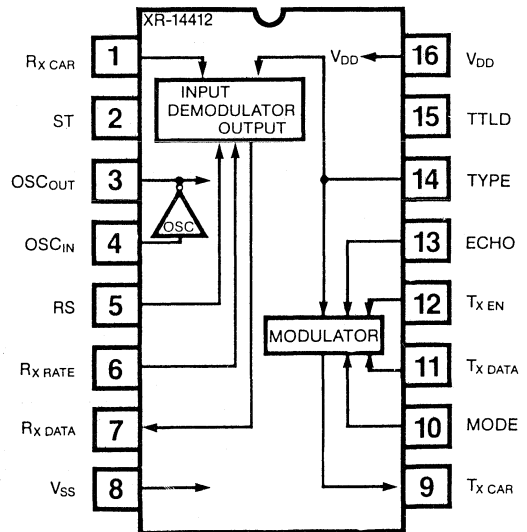 XR-14412
Rx CAR 1
ST 2
OSCOUT 3
OSCIN 4
RS 5
Rx RATE 6
Rx DATA 7
VSS 8
INPUT
DEMODULATOR
OUTPUT
OSC
VDD
MODULATOR
16 VDD
15 TTLD
14 TYPE
13 ECHO
12 Tx EN
11 Tx DATA
10 MODE
9 Tx CAR